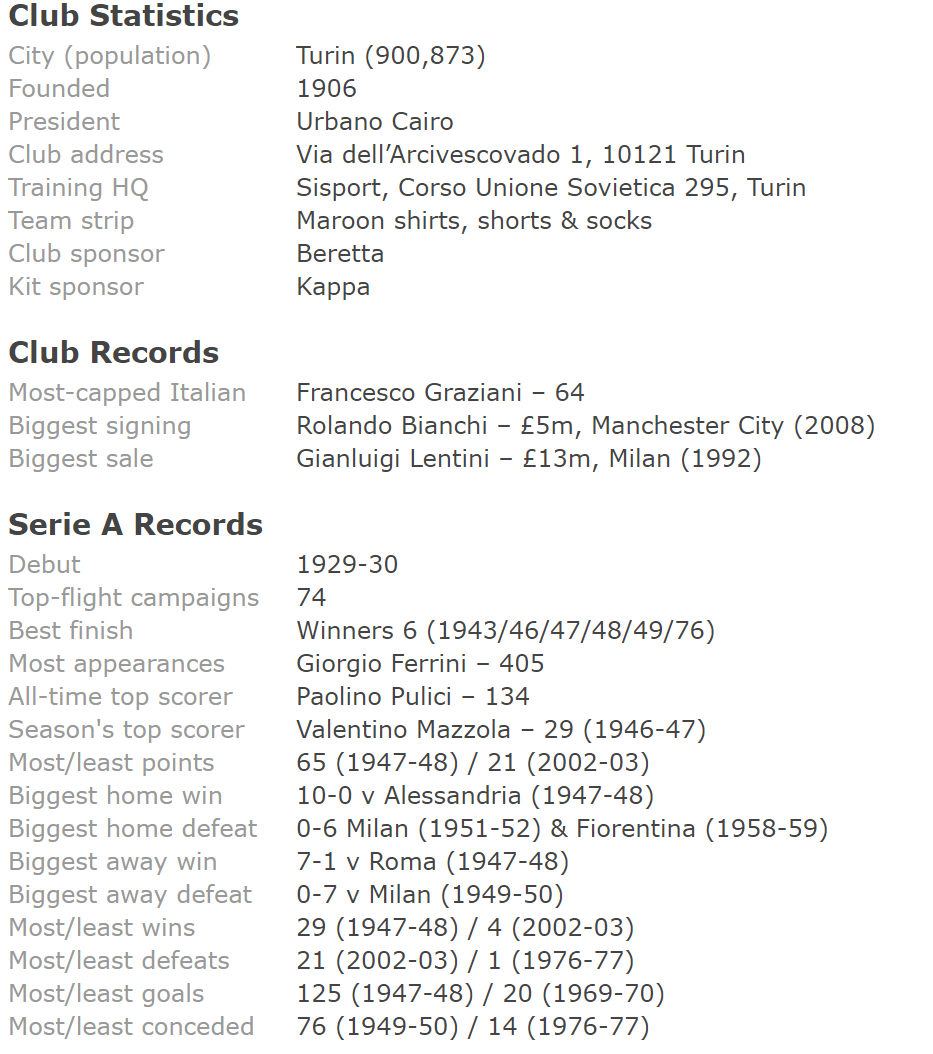 Club Statistics
City (population) Turin (900,873)
Founded 1906
President Urbano Cairo
Club address Via dell’Arcivescovado 1, 10121 Turin
Training HQ Sisport, Corso Unione Sovietica 295, Turin
Team strip Maroon shirts, shorts & socks
Club sponsor Beretta
Kit sponsor Kappa
Club Records
Most-capped Italian Francesco Graziani – 64
Biggest signing Rolando Bianchi – £5m, Manchester City (2008)
Biggest sale Gianluigi Lentini – £13m, Milan (1992)
Serie A Records
Debut 1929-30
Top-flight campaigns 74
Best finish Winners 6 (1943/46/47/48/49/76)
Most appearances Giorgio Ferrini – 405
All-time top scorer Paolino Pulici – 134
Season's top scorer Valentino Mazzola – 29 (1946-47)
Most/least points 65 (1947-48) / 21 (2002-03)
Biggest home win 10-0 v Alessandria (1947-48)
Biggest home defeat 0-6 Milan (1951-52) & Fiorentina (1958-59)
Biggest away win 7-1 v Roma (1947-48)
Biggest away defeat 0-7 v Milan (1949-50)
Most/least wins 29 (1947-48) / 4 (2002-03)
Most/least defeats 21 (2002-03) / 1 (1976-77)
Most/least goals 125 (1947-48) / 20 (1969-70)
Most/least conceded 76 (1949-50) / 14 (1976-77)